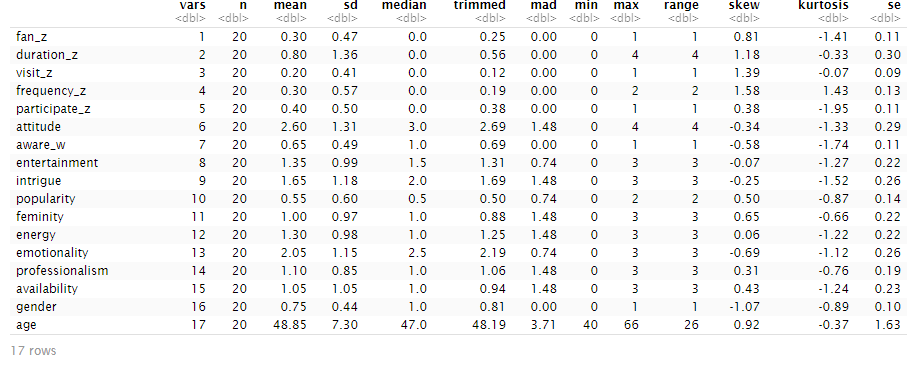 vars n mean sd median trimmed mad min max range skew kurtosis se
<dbl> <dbl> <dbl> <dbl> <dbl> <dbl> <dbl> <dbl> <dbl> <dbl> <dbl> <dbl> <dbl>
fan_z 1 20 0.30 0.47 0.0 0.25 0.00 0 1 1 0.81 -1.41 0.11
duration_z 2 20 0.80 1.36 0.0 0.56 0.00 0 4 4 1.18 -0.33 0.30
visit_z 3 20 0.20 0.41 0.0 0.12 0.00 0 1 1 1.39 -0.07 0.09
frequency_z 4 20 0.30 0.57 0.0 0.19 0.00 0 2 2 1.58 1.43 0.13
participate_z 5 20 0.40 0.50 0.0 0.38 0.00 0 1 1 0.38 -1.95 0.11
attitude 6 20 2.60 1.31 3.0 2.69 1.48 0 4 4 -0.34 -1.33 0.29
aware_w 7 20 0.65 0.49 1.0 0.69 0.00 0 1 1 -0.58 -1.74 0.11
entertainment 8 20 1.35 0.99 1.5 1.31 0.74 0 3 3 -0.07 -1.27 0.22
intrigue 9 20 1.65 1.18 2.0 1.69 1.48 0 3 3 -0.25 -1.52 0.26
popularity 10 20 0.55 0.60 0.5 0.50 0.74 0 2 2 0.50 -0.87 0.14
feminity 11 20 1.00 0.97 1.0 0.88 1.48 0 3 3 0.65 -0.66 0.22
energy 12 20 1.30 0.98 1.0 1.25 1.48 0 3 3 0.06 -1.22 0.22
emotionality 13 20 2.05 1.15 2.5 2.19 0.74 0 3 3 -0.69 -1.12 0.26
professionalism 14 20 1.10 0.85 1.0 1.06 1.48 0 3 3 0.31 -0.76 0.19
availability 15 20 1.05 1.05 1.0 0.94 1.48 0 3 3 0.43 -1.24 0.23
gender 16 20 0.75 0.44 1.0 0.81 0.00 0 1 1 -1.07 -0.89 0.10
age 17 20 48.85 7.30 47.0 48.19 3.71 40 66 26 0.92 -0.37 1.63
17 rows